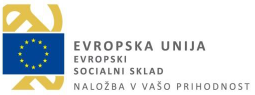 EVROPSKA UNIJA
EVROPSKI
SOCIALNI SKLAD
NALOŽBA V VAŠO PRIHODNOST